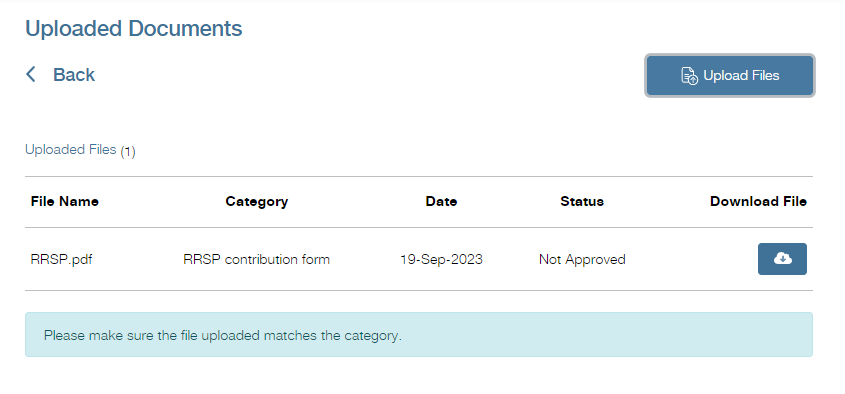 Uploaded Documents
Back
Upload Files
Uploaded Files (1)
File Name Category Date Status Download File
RRSP.pdf RRSP contribution form 19-Sep-2023 Not Approved
Please make sure the file uploaded matches the category.